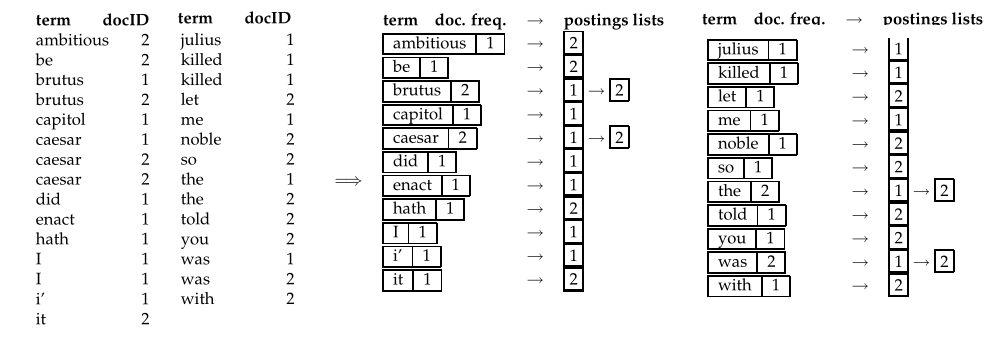 term docID
ambitious 2
be 2
brutus 1
brutus 2
capitol 1
caesar 1
caesar 2
caesar 2
did 1
enact 1
hath 1
I 1
I 1
i' 1
it 2
term docID
julius 1
killed 1
killed 1
let 2
me 1
noble 2
so 2
the 1
the 2
told 2
you 2
was 1
was 2
with 2
⟹
term doc. freq. → postings lists
ambitious 1 → 2
be 1 → 2
brutus 2 → 1 → 2
capitol 1 → 1
caesar 2 → 1 → 2
did 1 → 1
enact 1 → 1
hath 1 → 2
I 1 → 1
i' 1 → 1
it 1 → 2
term doc. freq. → postings lists
julius 1 → 1
killed 1 → 1
let 1 → 2
me 1 → 1
noble 1 → 2
so 1 → 2
the 2 → 1 → 2
told 1 → 2
you 1 → 2
was 2 → 1 → 2
with 1 → 2